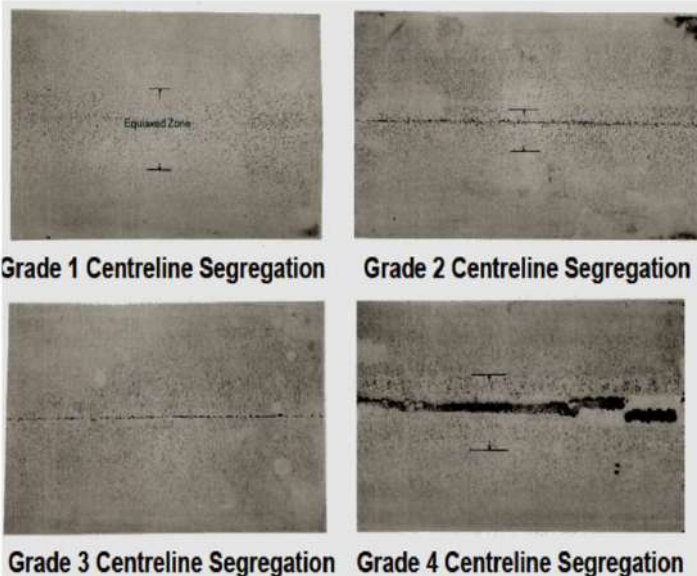 Equiaxed Zone
Grade 1 Centreline Segregation
Grade 2 Centreline Segregation
Grade 3 Centreline Segregation
Grade 4 Centreline Segregation